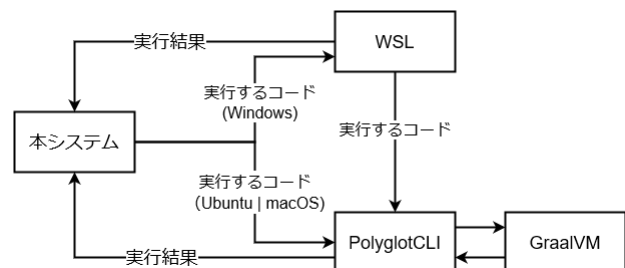 実行結果
WSL
実行するコード
(Windows)
実行するコード
本システム
実行するコード
（Ubuntu | macOS)
実行結果
PolyglotCLI
GraalVM